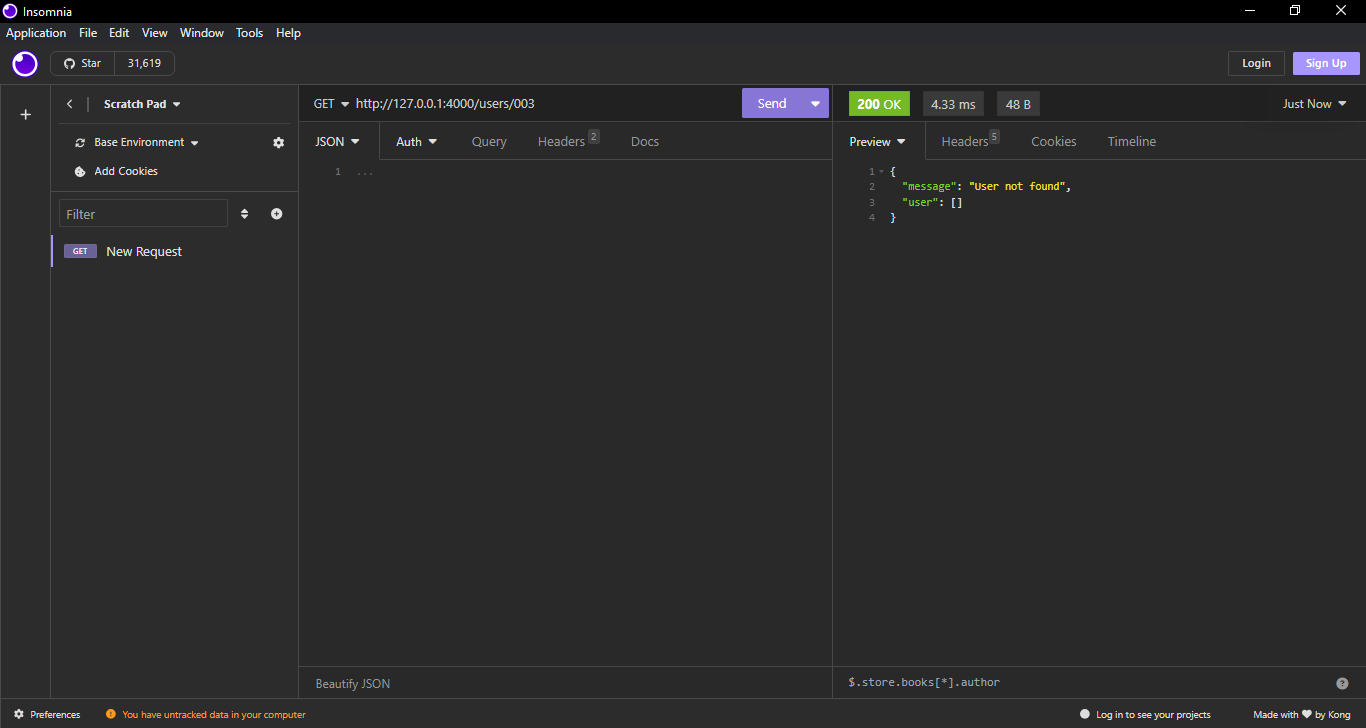 Insomnia
Application File Edit View Window Tools Help
Star 31,619 Login Sign Up
Scratch Pad
GET http://127.0.0.1:4000/users/003 Send
200 OK 4.33 ms 48 B Just Now
Base Environment
Add Cookies
Filter
GET New Request
JSON Auth Query Headers 2 Docs
1 ...
Preview Headers 5 Cookies Timeline
1 {
2 "message": "User not found",
3 "user": []
4 }
Beautify JSON
$.store.books[*].author
Preferences You have untracked data in your computer Log in to see your projects Made with ♥ by Kong